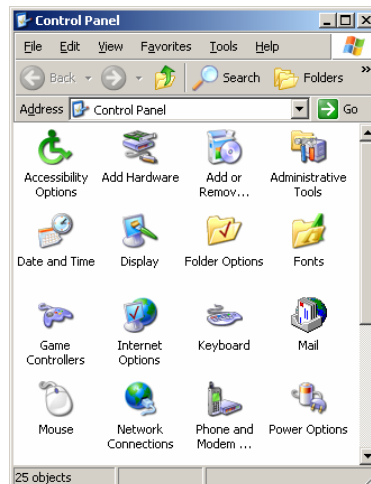 Control Panel
File Edit View Favorites Tools Help
Back Search Folders »
Address Control Panel Go
Accessibility Options Add Hardware Add or Remov... Administrative Tools
Date and Time Display Folder Options Fonts
Game Controllers Internet Options Keyboard Mail
Mouse Network Connections Phone and Modem ... Power Options
25 objects